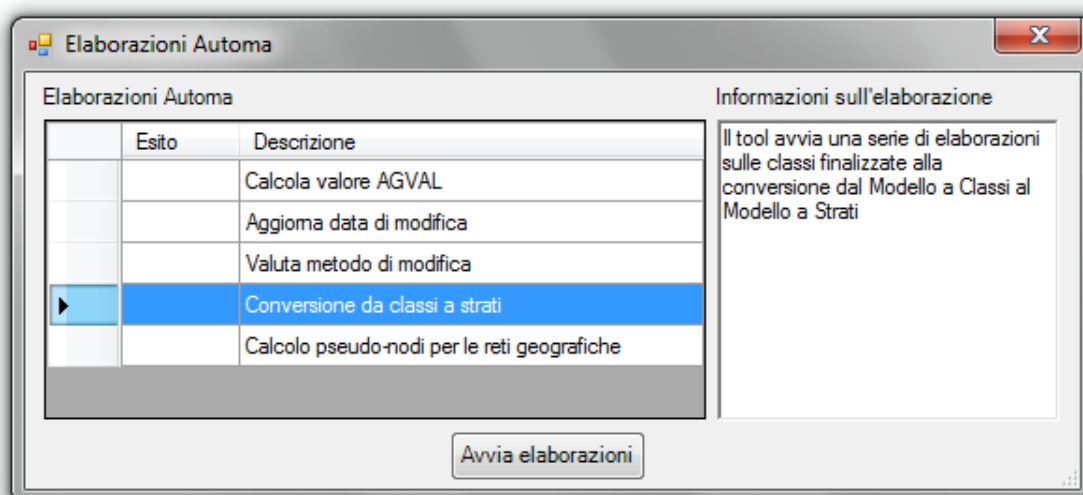 Elaborazioni Automa
Elaborazioni Automa
Informazioni sull'elaborazione
Esito Descrizione
Calcola valore AGVAL
Aggiorna data di modifica
Valuta metodo di modifica
Conversione da classi a strati
Calcolo pseudo-nodi per le reti geografiche
Il tool avvia una serie di elaborazioni
sulle classi finalizzate alla
conversione dal Modello a Classi al
Modello a Strati
Avvia elaborazioni